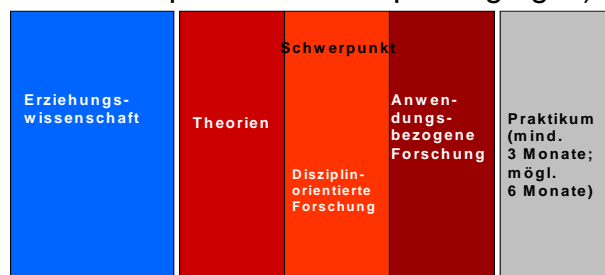 Schwerpunkt
Erziehungs-
wissenschaft
Theorien
Disziplin-
orientierte
Forschung
Anwen-
dungs-
bezogene
Forschung
Praktikum
(mind.
3 Monate;
mögl.
6 Monate)